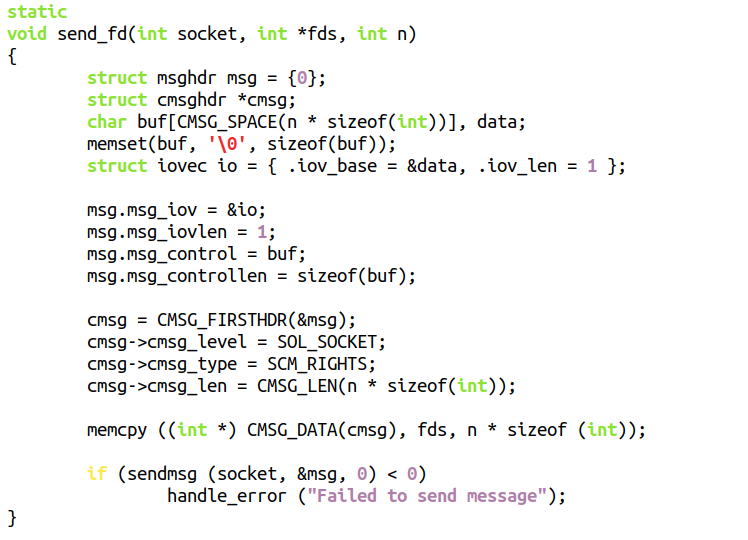 static
void send_fd(int socket, int *fds, int n)
{
        struct msghdr msg = {0};
        struct cmsghdr *cmsg;
        char buf[CMSG_SPACE(n * sizeof(int))], data;
        memset(buf, '\0', sizeof(buf));
        struct iovec io = { .iov_base = &data, .iov_len = 1 };

        msg.msg_iov = &io;
        msg.msg_iovlen = 1;
        msg.msg_control = buf;
        msg.msg_controllen = sizeof(buf);

        cmsg = CMSG_FIRSTHDR(&msg);
        cmsg->cmsg_level = SOL_SOCKET;
        cmsg->cmsg_type = SCM_RIGHTS;
        cmsg->cmsg_len = CMSG_LEN(n * sizeof(int));

        memcpy ((int *) CMSG_DATA(cmsg), fds, n * sizeof (int));

        if (sendmsg (socket, &msg, 0) < 0)
                handle_error ("Failed to send message");
}